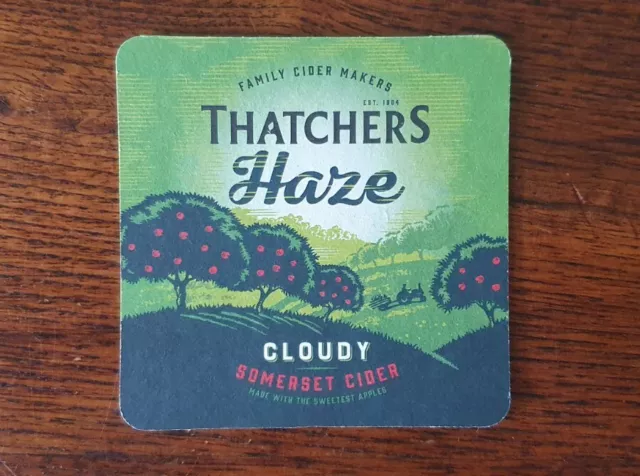 FAMILY CIDER MAKERS
EST. 1904
THATCHERS
Haze
CLOUDY
SOMERSET CIDER
MADE WITH THE SWEETEST APPLES